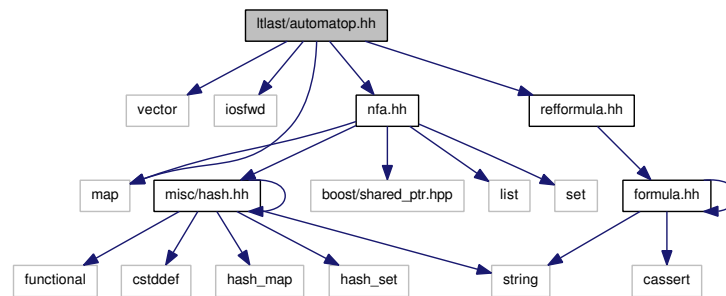 ltlast/automatop.hh
vector
iosfwd
nfa.hh
refformula.hh
map
misc/hash.hh
boost/shared_ptr.hpp
list
set
formula.hh
functional
cstddef
hash_map
hash_set
string
cassert